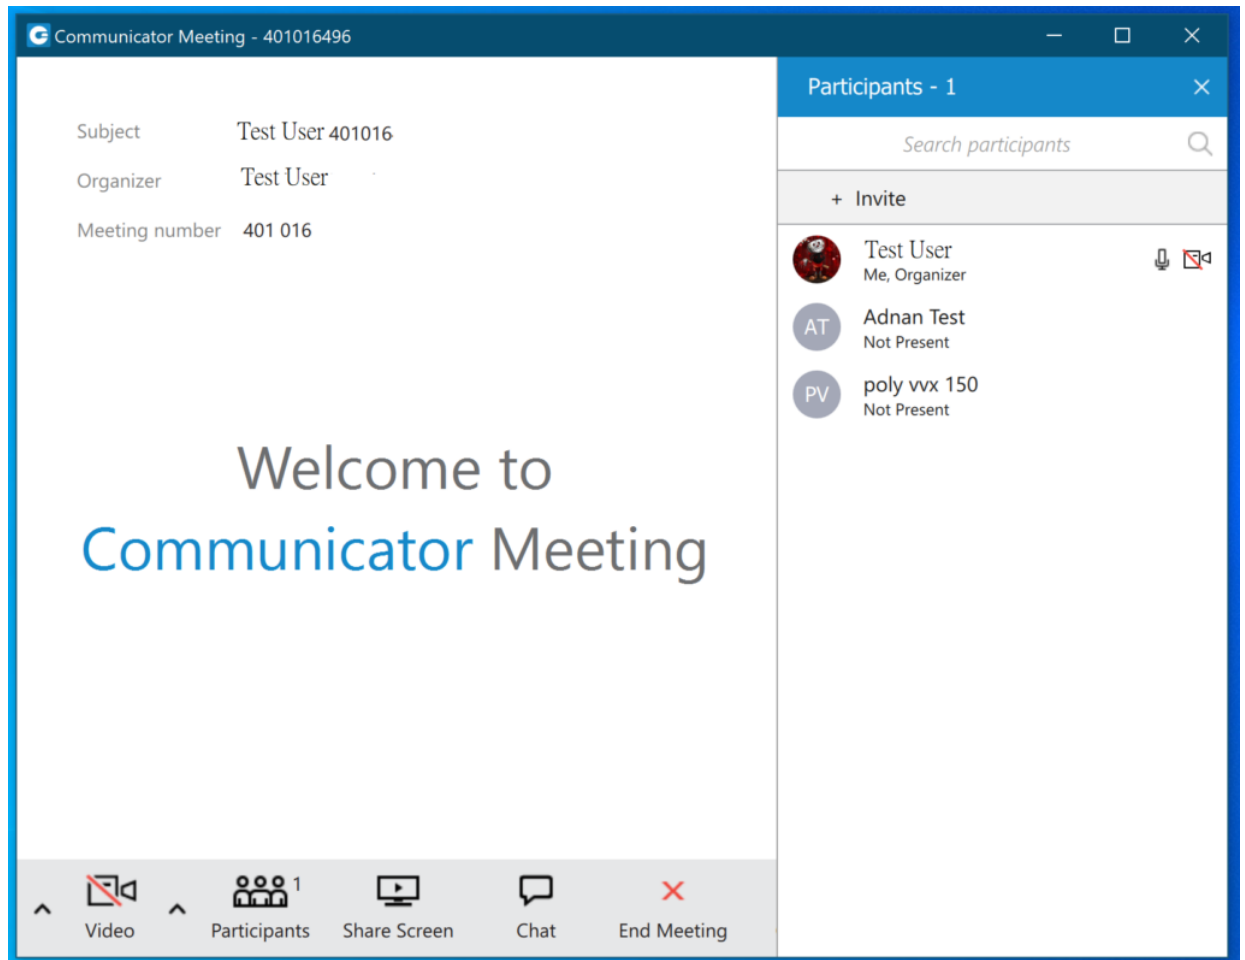 Communicator Meeting - 401016496
Subject Test User 401016
Organizer Test User
Meeting number 401 016
Welcome to
Communicator Meeting
Video
Participants 1
Share Screen
Chat
End Meeting
Participants - 1
Search participants
+ Invite
Test User
Me, Organizer
AT
Adnan Test
Not Present
PV
poly vvx 150
Not Present